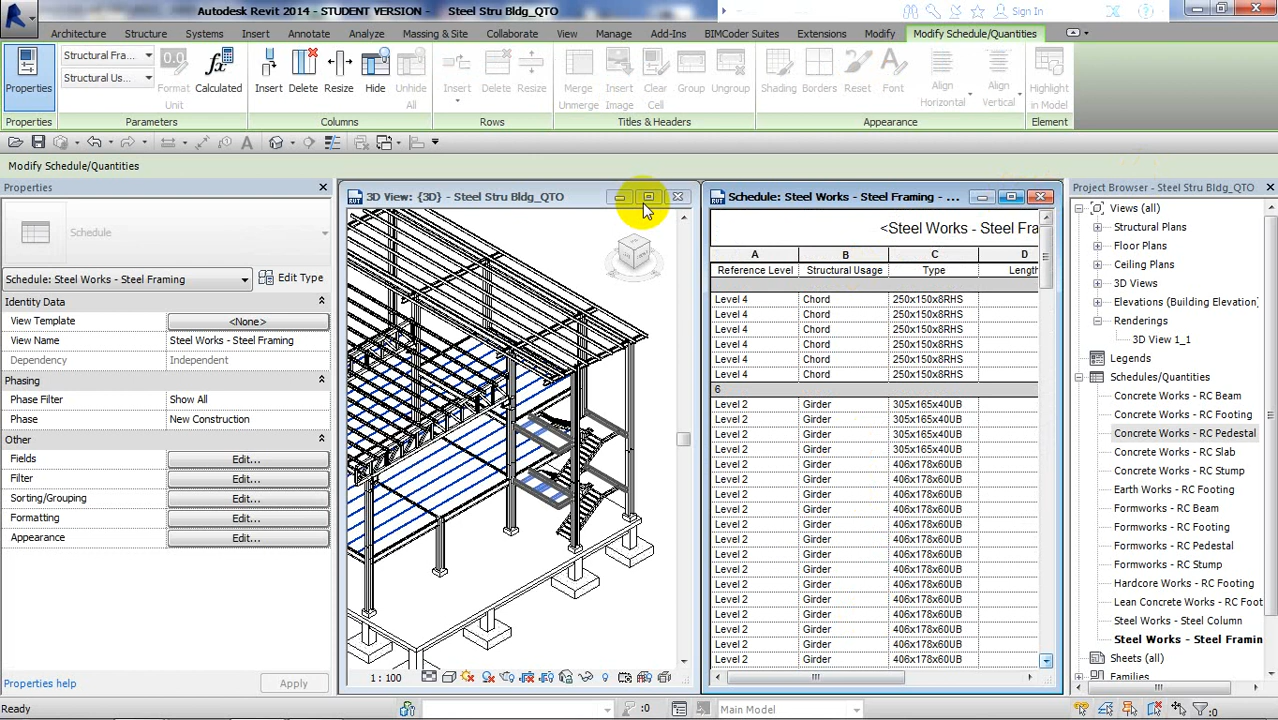 Autodesk Revit 2014 - STUDENT VERSION - Steel Stru Bldg_QTO
Sign In
Architecture Structure Systems Insert Annotate Analyze Massing & Site Collaborate View Manage Add-Ins BIMCoder Suites Extensions Modify Modify Schedule/Quantities
Structural Fra...
Structural Us...
Properties Format Unit Calculated Insert Delete Resize Hide Unhide All Insert Delete Resize Merge Unmerge Insert Image Clear Cell Group Ungroup Shading Borders Reset Font Align Horizontal Align Vertical Highlight in Model
Properties Parameters Columns Rows Titles & Headers Appearance Element
Modify Schedule/Quantities
Properties
Schedule
Schedule: Steel Works - Steel Framing
Edit Type
Identity Data
View Template <None>
View Name Steel Works - Steel Framing
Dependency Independent
Phasing
Phase Filter Show All
Phase New Construction
Other
Fields Edit...
Filter Edit...
Sorting/Grouping Edit...
Formatting Edit...
Appearance Edit...
Properties help Apply
3D View: {3D} - Steel Stru Bldg_QTO
1 : 100
Schedule: Steel Works - Steel Framing - ...
<Steel Works - Steel Fra
A B C D
Reference Level Structural Usage Type Length
Level 4 Chord 250x150x8RHS
Level 4 Chord 250x150x8RHS
Level 4 Chord 250x150x8RHS
Level 4 Chord 250x150x8RHS
Level 4 Chord 250x150x8RHS
Level 4 Chord 250x150x8RHS
6
Level 2 Girder 305x165x40UB
Level 2 Girder 305x165x40UB
Level 2 Girder 305x165x40UB
Level 2 Girder 305x165x40UB
Level 2 Girder 406x178x60UB
Level 2 Girder 406x178x60UB
Level 2 Girder 406x178x60UB
Level 2 Girder 406x178x60UB
Level 2 Girder 406x178x60UB
Level 2 Girder 406x178x60UB
Level 2 Girder 406x178x60UB
Level 2 Girder 406x178x60UB
Level 2 Girder 406x178x60UB
Level 2 Girder 406x178x60UB
Level 2 Girder 406x178x60UB
Level 2 Girder 406x178x60UB
Level 2 Girder 406x178x60UB
Level 2 Girder 406x178x60UB
Project Browser - Steel Stru Bldg_QTO
Views (all)
Structural Plans
Floor Plans
Ceiling Plans
3D Views
Elevations (Building Elevation)
Renderings
3D View 1_1
Legends
Schedules/Quantities
Concrete Works - RC Beam
Concrete Works - RC Footing
Concrete Works - RC Pedestal
Concrete Works - RC Slab
Concrete Works - RC Stump
Earth Works - RC Footing
Formworks - RC Beam
Formworks - RC Footing
Formworks - RC Pedestal
Formworks - RC Stump
Hardcore Works - RC Footing
Lean Concrete Works - RC Foot
Steel Works - Steel Column
Steel Works - Steel Framin
Sheets (all)
Families
Ready
:0
Main Model
:0